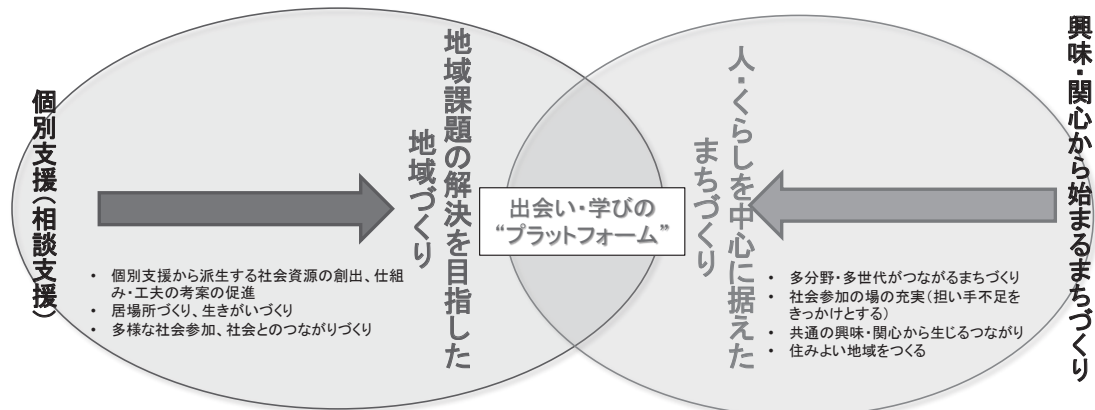 個別支援（相談支援）
地域課題の解決を目指した
地域づくり
• 個別支援から派生する社会資源の創出、仕組
み・工夫の考案の促進
• 居場所づくり、生きがいづくり
• 多様な社会参加、社会とのつながりづくり
出会い・学びの
“プラットフォーム”
人・くらしを中心に据えた
まちづくり
• 多分野・多世代がつながるまちづくり
• 社会参加の場の充実（担い手不足を
きっかけとする）
• 共通の興味・関心から生じるつながり
• 住みよい地域をつくる
興味・関心から始まるまちづくり